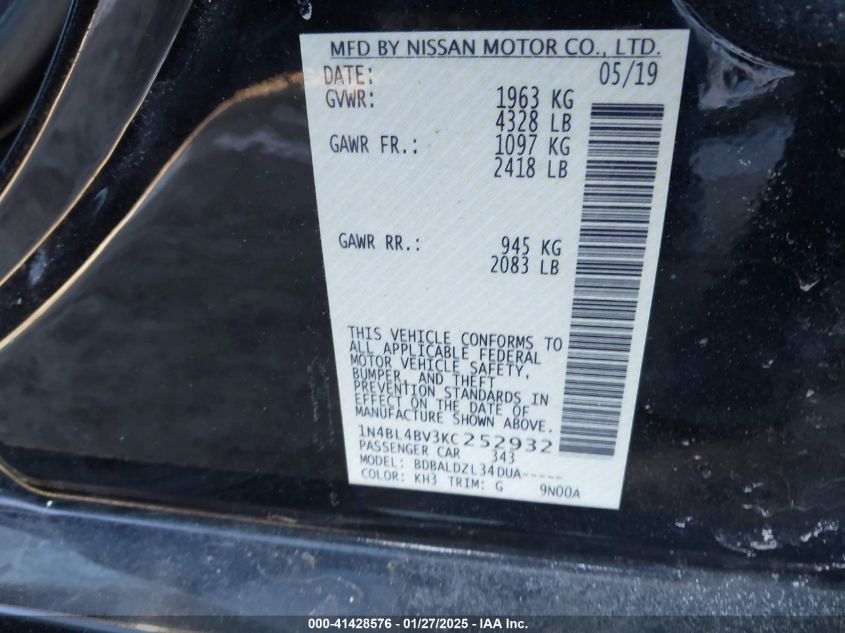 MFD BY NISSAN MOTOR CO., LTD.
DATE: 05/19
GVWR: 1963 KG
4328 LB
GAWR FR.: 1097 KG
2418 LB
GAWR RR.: 945 KG
2083 LB
THIS VEHICLE CONFORMS TO
ALL APPLICABLE FEDERAL
MOTOR VEHICLE SAFETY,
BUMPER, AND THEFT
PREVENTION STANDARDS IN
EFFECT ON THE DATE OF
MANUFACTURE SHOWN ABOVE.
1N4BL4BV3KC252932
PASSENGER CAR 343
MODEL: BDBALDZL34DUA-----
COLOR: KH3 TRIM: G 9N00A
000-41428576 - 01/27/2025 - IAA Inc.